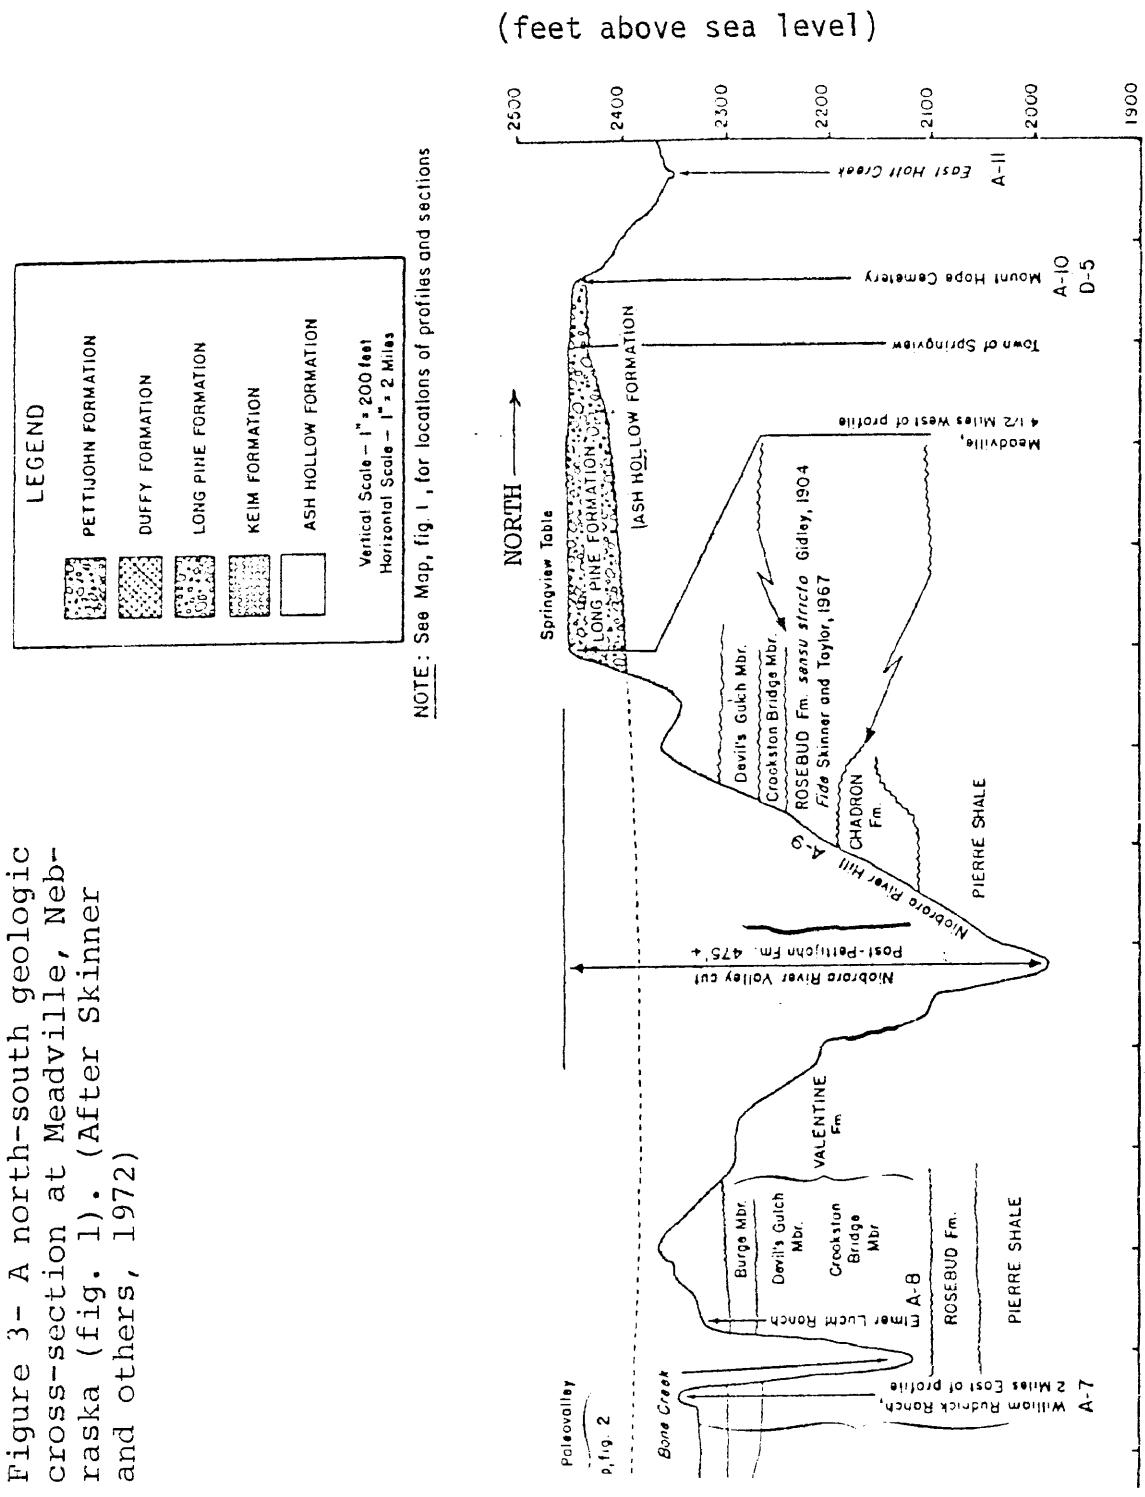 (feet above sea level)
2500
2400
2300
2200
2100
2000
1900
LEGEND
PETTIJOHN FORMATION
DUFFY FORMATION
LONG PINE FORMATION
KEIM FORMATION
ASH HOLLOW FORMATION
Vertical Scale - 1" = 200 feet
Horizontal Scale - 1" = 2 Miles
NOTE: See Map, fig. 1, for locations of profiles and sections
NORTH
Springview Table
LONG PINE FORMATION
ASH HOLLOW FORMATION
East Holt Creek
A-11
Mount Hope Cemetery
A-10
D-5
Town of Springview
Meadville,
4 1/2 Miles West of profile
Devil's Gulch Mbr.
Crookston Bridge Mbr.
ROSEBUD Fm. sensu stricto Gidley, 1904
Fide Skinner and Taylor, 1967
CHADRON
Fm.
PIERRE SHALE
Niobrara River Hill A-9
Niobrara River Valley cut
Post-Pettijohn Fm. 475'±
VALENTINE
Fm
Burge Mbr.
Devil's Gulch
Mbr.
Crookston
Bridge
Mbr
Elmer Lucht Ranch
A-8
ROSEBUD Fm.
PIERRE SHALE
Paleovalley
p, fig. 2
Bone Creek
William Rudnick Ranch,
2 Miles East of profile
A-7
Figure 3- A north-south geologic
cross-section at Meadville, Neb-
raska (fig. 1). (After Skinner
and others, 1972)